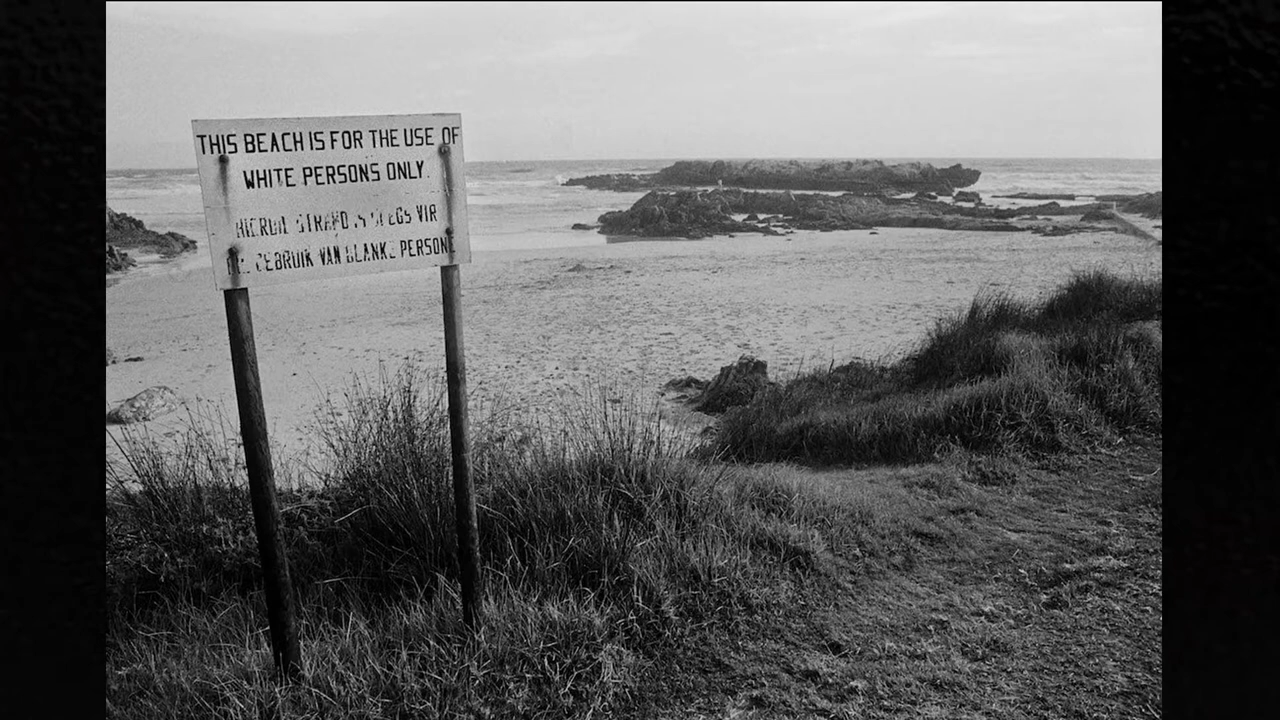 THIS BEACH IS FOR THE USE OF
WHITE PERSONS ONLY.
HIERDIE STRAND IS SLEGS VIR
DIE GEBRUIK VAN BLANKE PERSONE